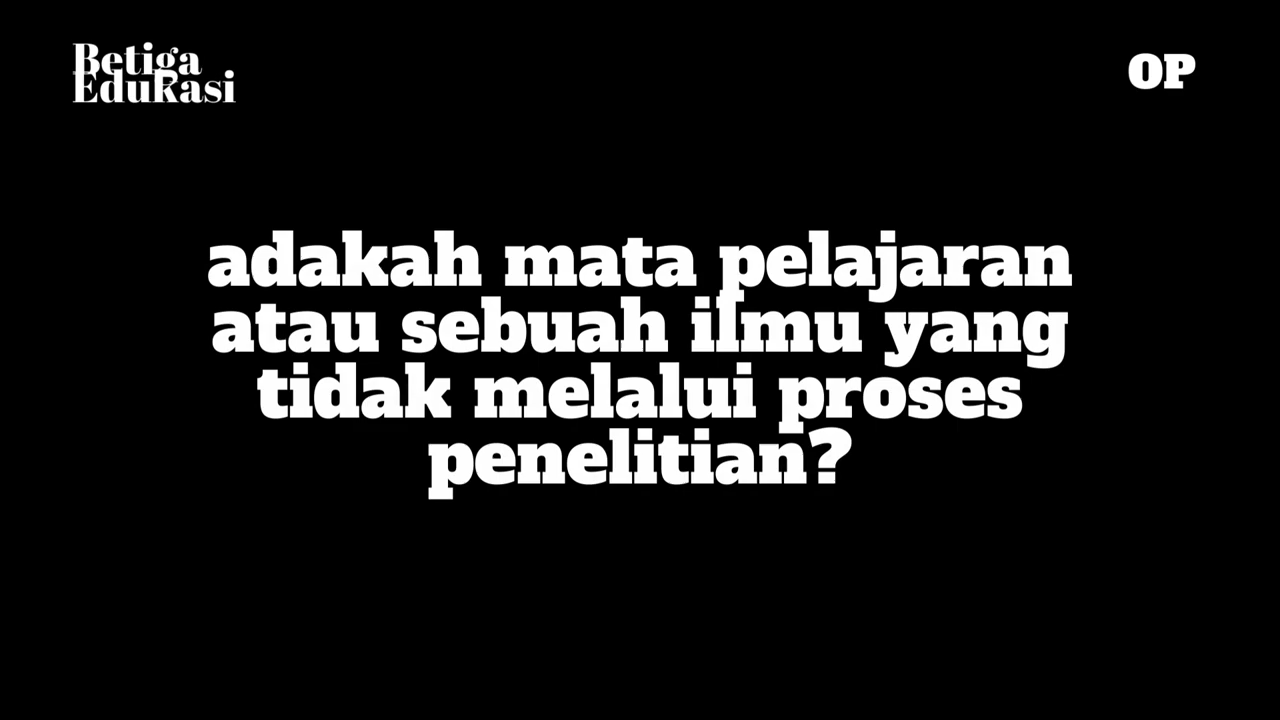 Betiga
Edukasi
OP
adakah mata pelajaran
atau sebuah ilmu yang
tidak melalui proses
penelitian?